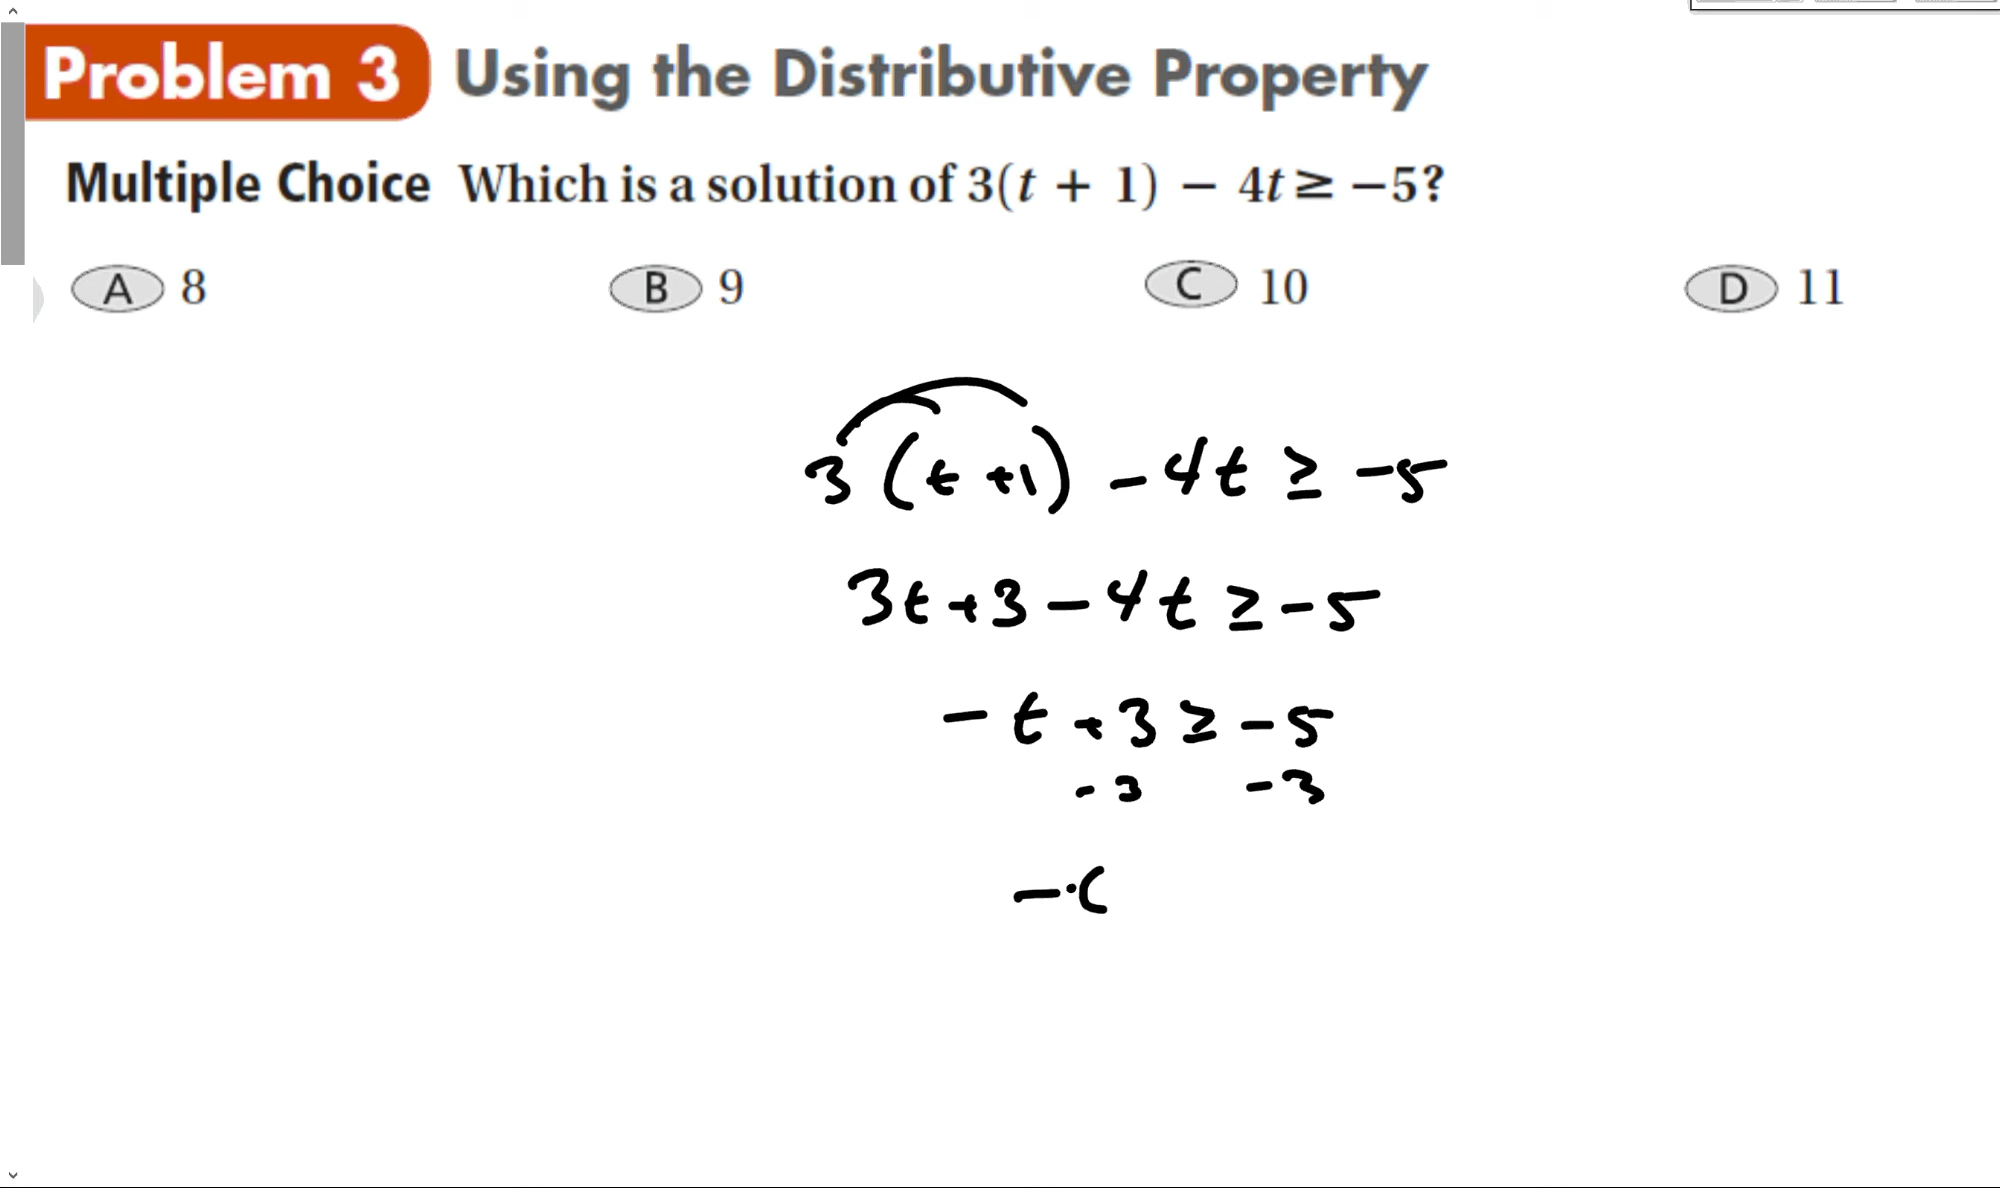 Problem 3 Using the Distributive Property
Multiple Choice Which is a solution of 3(t + 1) − 4t ≥ −5?
A 8 B 9 C 10 D 11
3 (t +1) - 4t ≥ -5
3t +3 - 4t ≥ -5
- t +3 ≥ -5
-3 -3
-